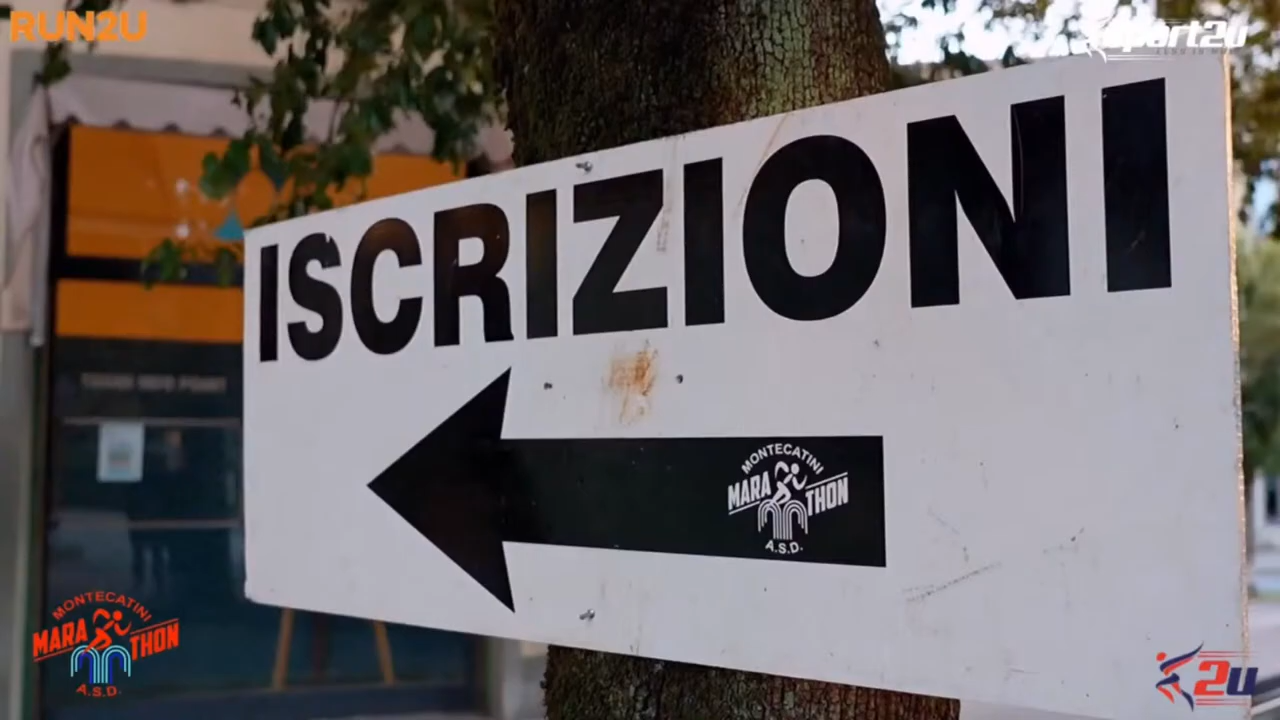 RUN2U
sport2u
ISCRIZIONI
MONTECATINI
MARA THON
A.S.D.
MONTECATINI
MARA THON
A.S.D.
2u